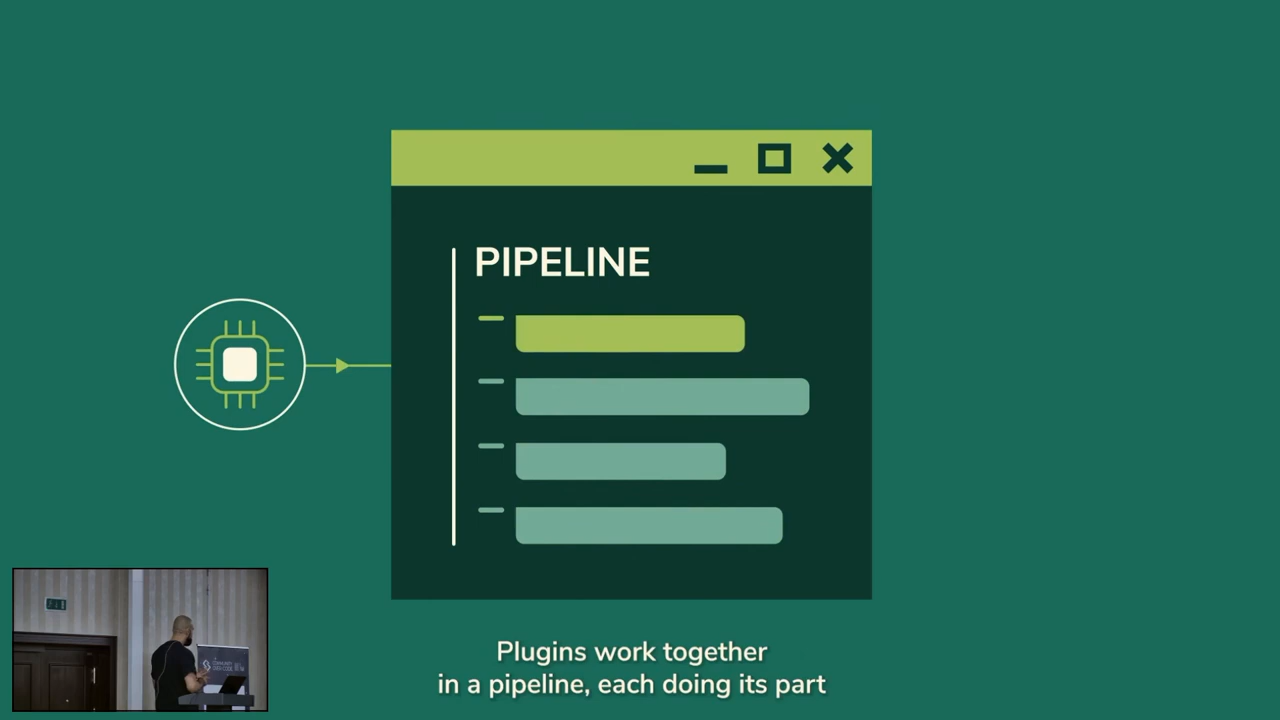 PIPELINE
Plugins work together
in a pipeline, each doing its part